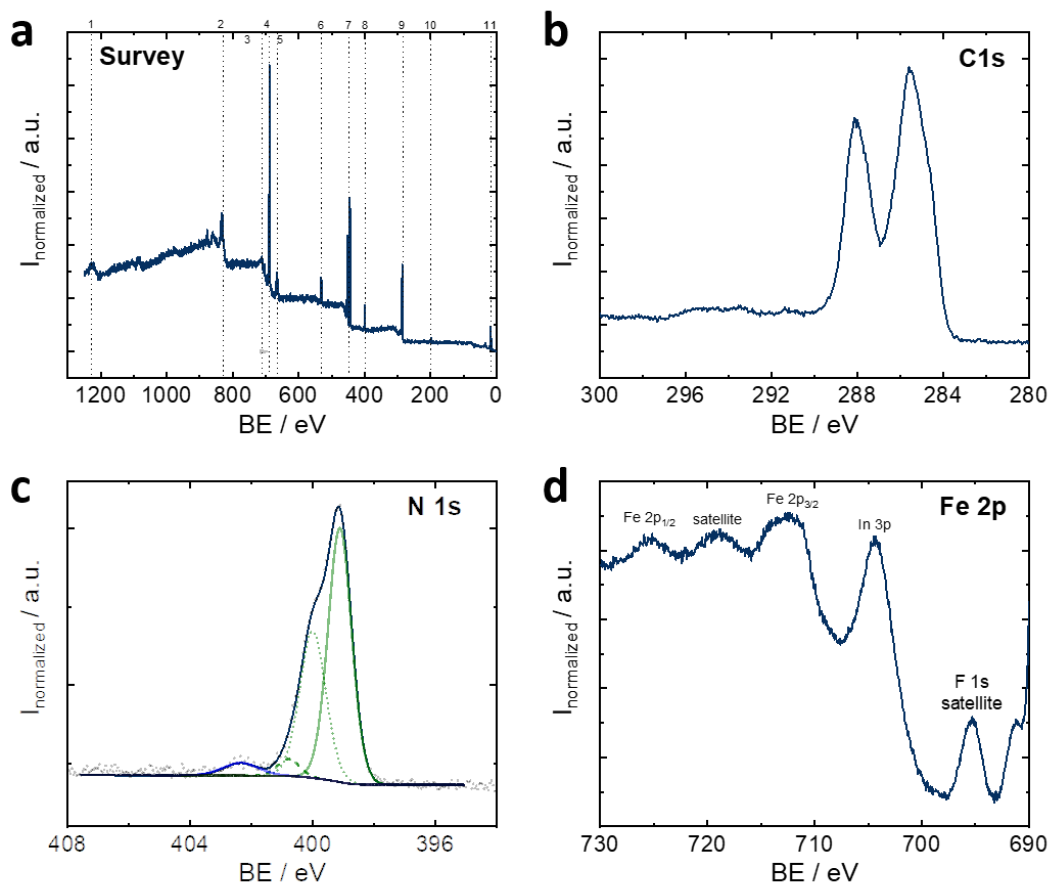 a
1 2 3 4 5 6 7 8 9 10 11
Survey
I normalized / a.u.
1200 1000 800 600 400 200 0
BE / eV
b
C1s
I normalized / a.u.
300 296 292 288 284 280
BE / eV
c
N 1s
I normalized / a.u.
408 404 400 396
BE / eV
d
Fe 2p
Fe 2p1/2
satellite
Fe 2p3/2
In 3p
F 1s
satellite
I normalized / a.u.
730 720 710 700 690
BE / eV